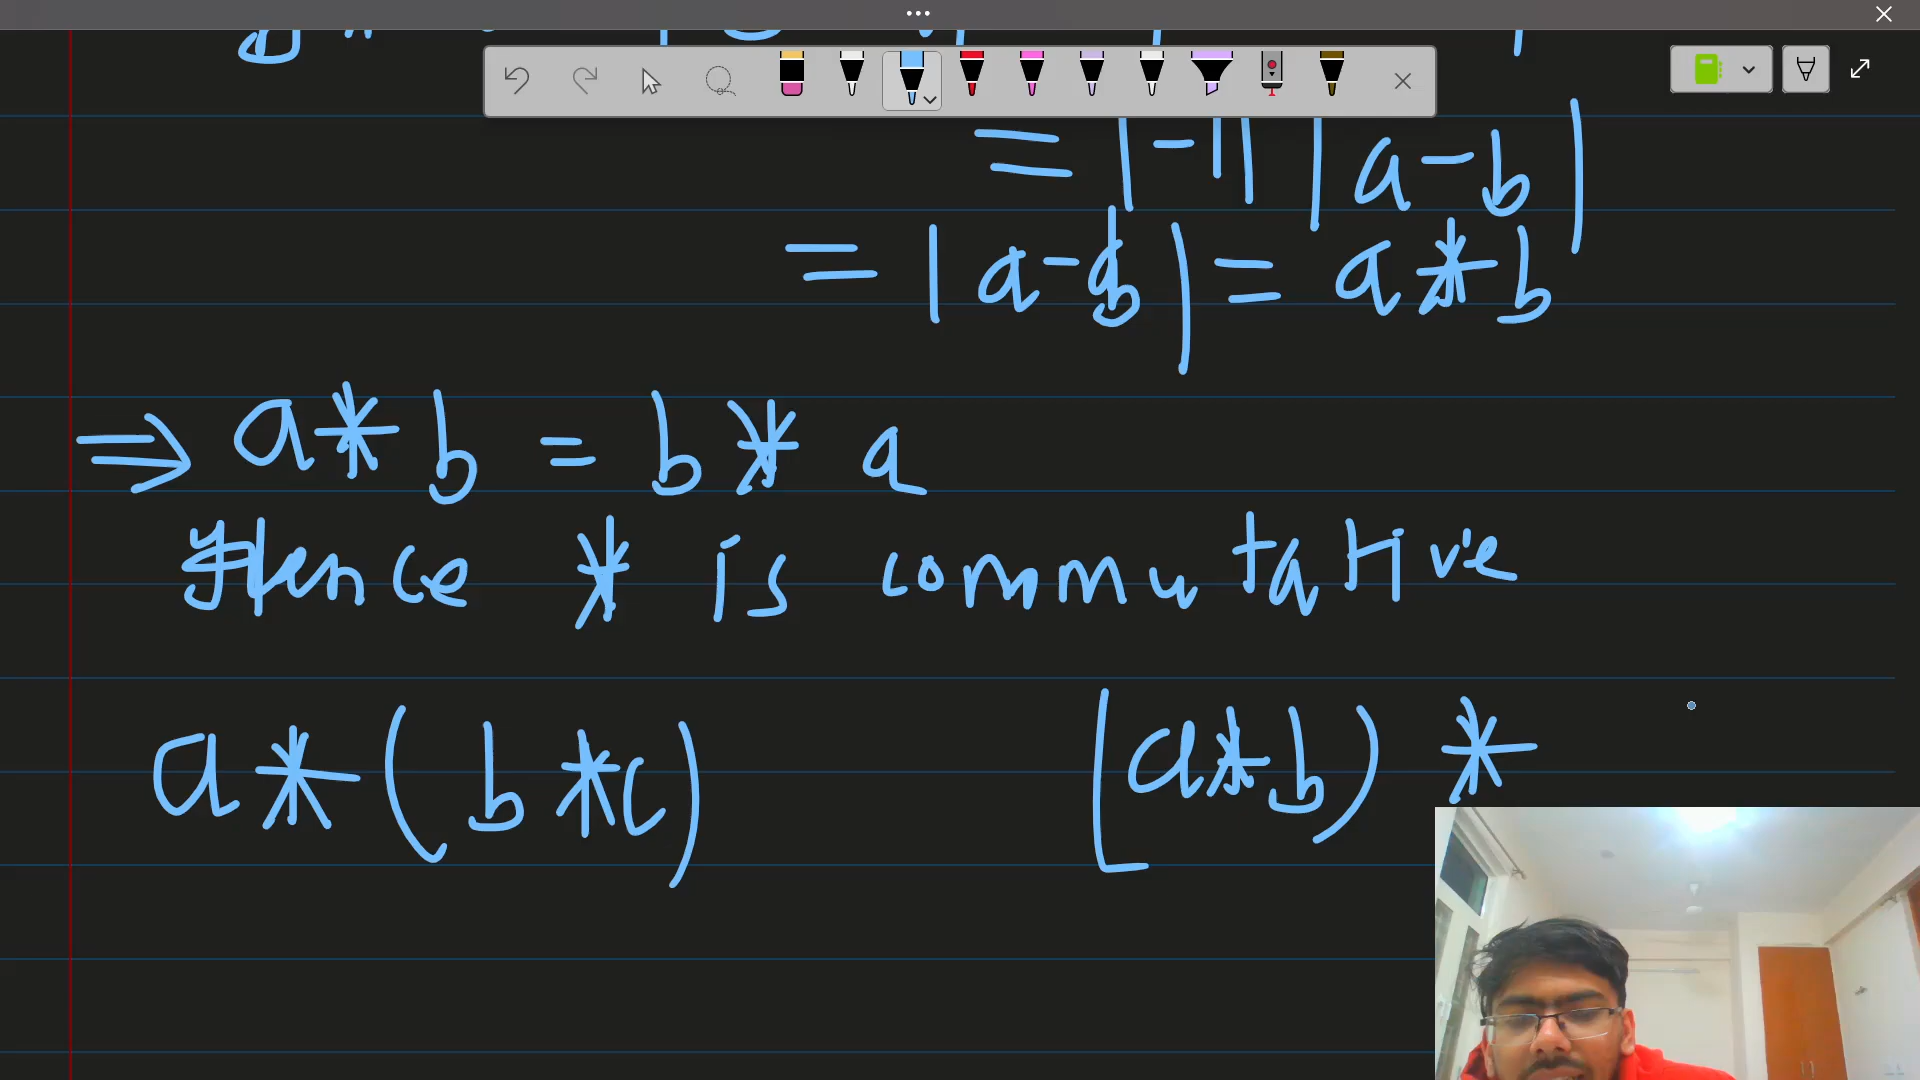 = |-1| |a-b|
= |a-b| = a*b
⇒ a*b = b*a
Hence * is commutative
a*(b*c) [a*b) *